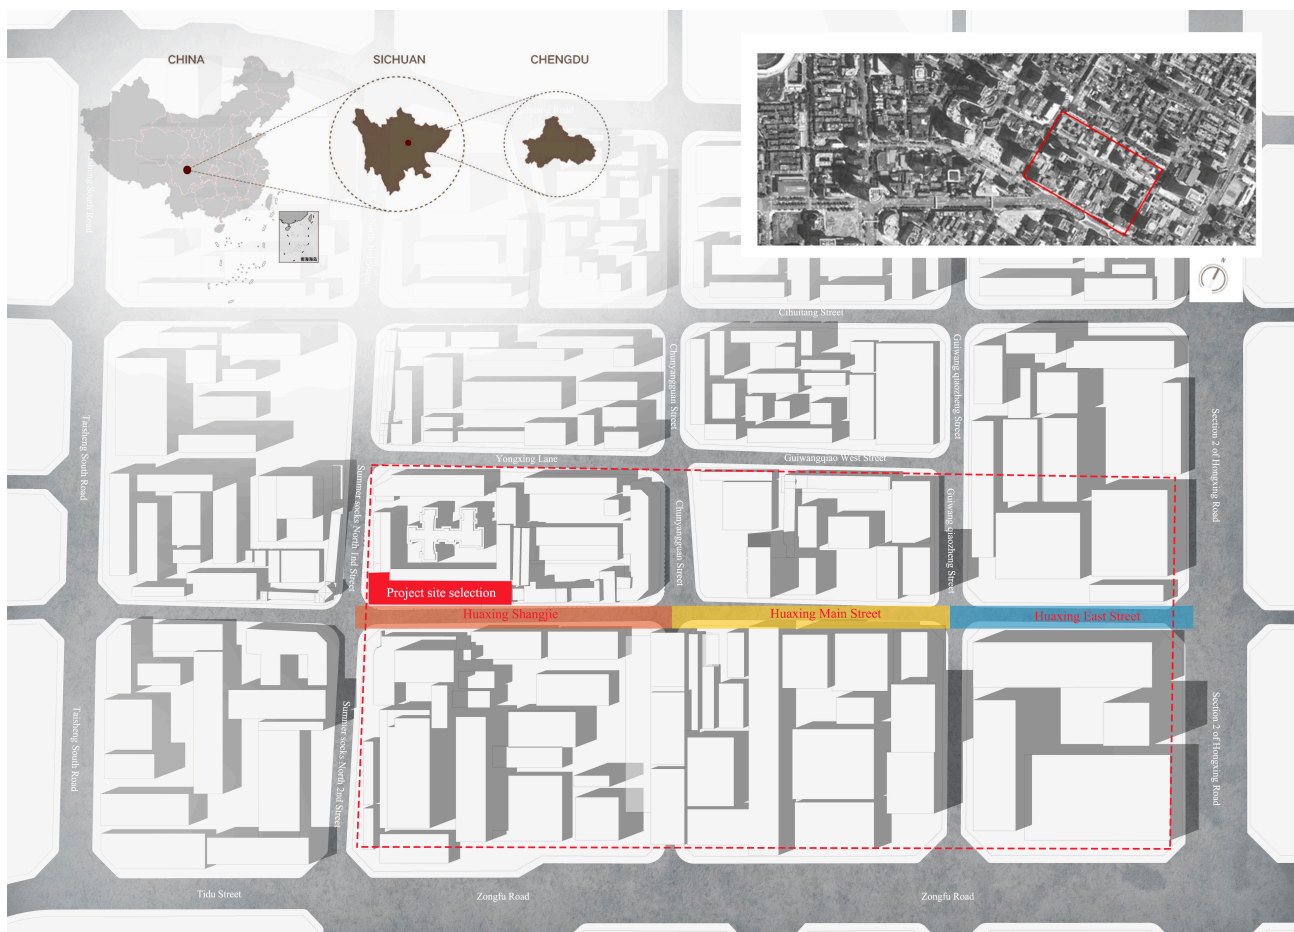 CHINA
SICHUAN
CHENGDU
Cihuitang Street
Taisheng South Road
Chunyangguan Street
Guiwang qiaozheng Street
Section 2 of Hongxing Road
Yongxing Lane
Guiwangqiao West Street
Summer socks North 1nd Street
Chunyangguan Street
Guiwang qiaozheng Street
Project site selection
Huaxing Shangjie
Huaxing Main Street
Huaxing East Street
Taisheng South Road
Summer socks North 2nd Street
Section 2 of Hongxing Road
Tidu Street
Zongfu Road
Zongfu Road